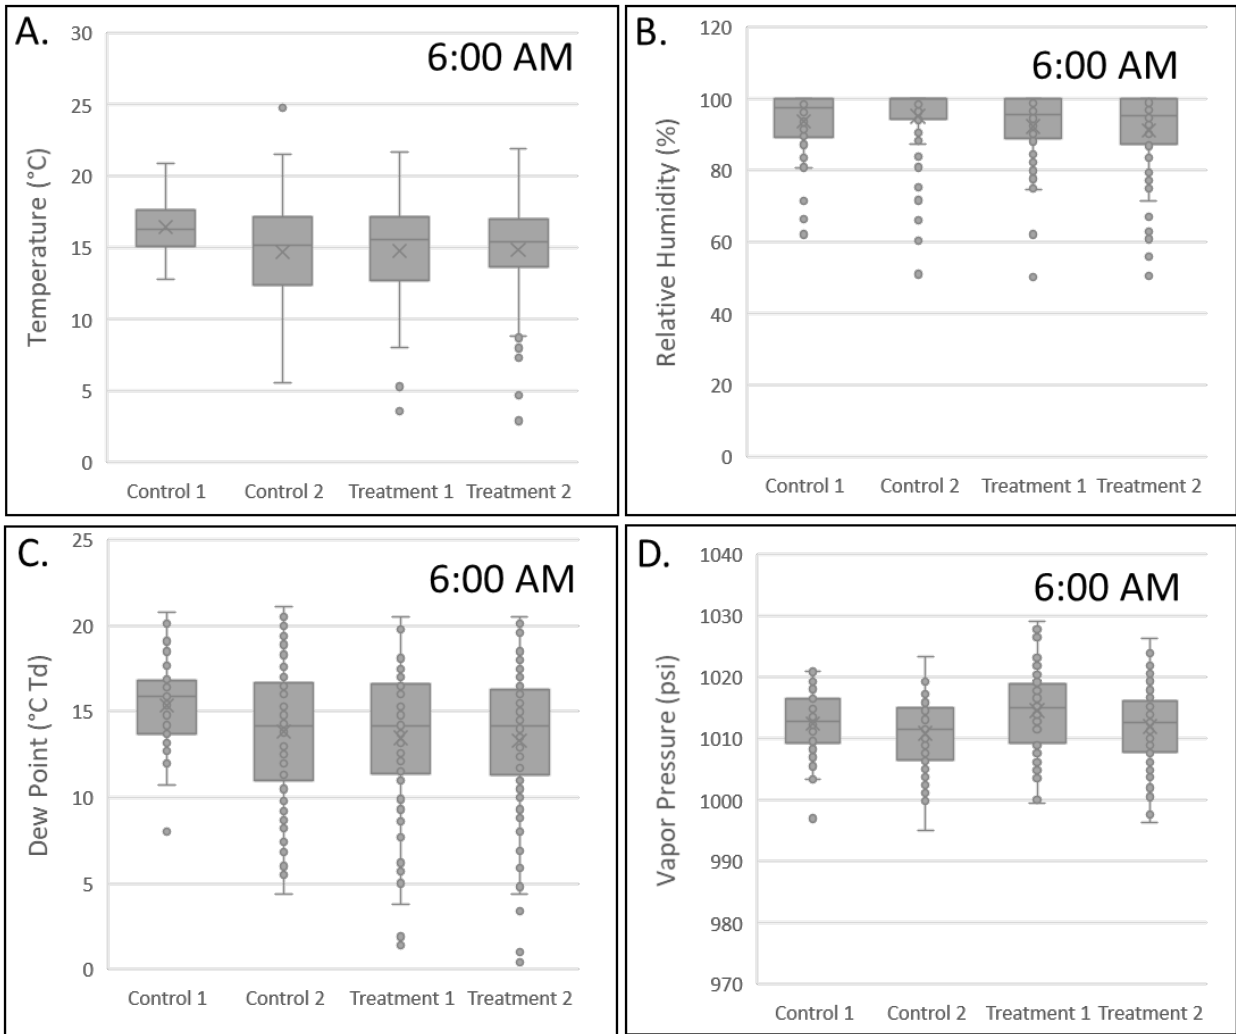 A.
6:00 AM
Temperature (°C)
30
25
20
15
10
5
0
Control 1 Control 2 Treatment 1 Treatment 2
B.
6:00 AM
Relative Humidity (%)
120
100
80
60
40
20
0
Control 1 Control 2 Treatment 1 Treatment 2
C.
6:00 AM
Dew Point (°C Td)
25
20
15
10
5
0
Control 1 Control 2 Treatment 1 Treatment 2
D.
6:00 AM
Vapor Pressure (psi)
1040
1030
1020
1010
1000
990
980
970
Control 1 Control 2 Treatment 1 Treatment 2